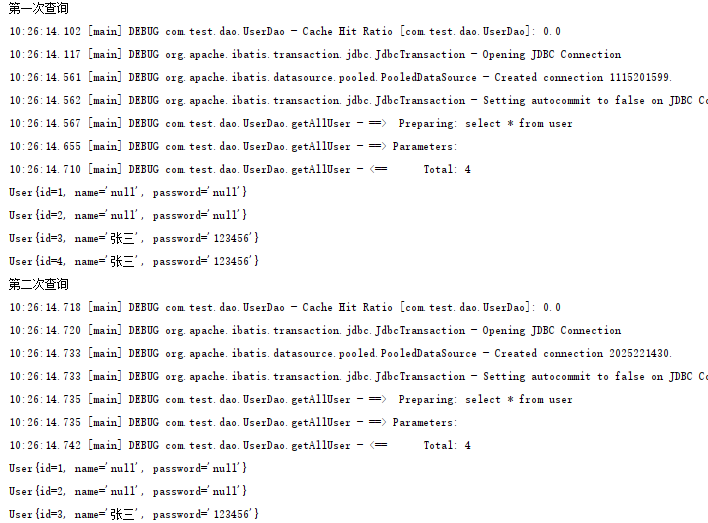 第一次查询
10:26:14.102 [main] DEBUG com.test.dao.UserDao - Cache Hit Ratio [com.test.dao.UserDao]: 0.0
10:26:14.117 [main] DEBUG org.apache.ibatis.transaction.jdbc.JdbcTransaction - Opening JDBC Connection
10:26:14.561 [main] DEBUG org.apache.ibatis.datasource.pooled.PooledDataSource - Created connection 1115201599.
10:26:14.562 [main] DEBUG org.apache.ibatis.transaction.jdbc.JdbcTransaction - Setting autocommit to false on JDBC Co
10:26:14.567 [main] DEBUG com.test.dao.UserDao.getAllUser - ==>  Preparing: select * from user
10:26:14.655 [main] DEBUG com.test.dao.UserDao.getAllUser - ==> Parameters:
10:26:14.710 [main] DEBUG com.test.dao.UserDao.getAllUser - <==      Total: 4
User{id=1, name='null', password='null'}
User{id=2, name='null', password='null'}
User{id=3, name='张三', password='123456'}
User{id=4, name='张三', password='123456'}
第二次查询
10:26:14.718 [main] DEBUG com.test.dao.UserDao - Cache Hit Ratio [com.test.dao.UserDao]: 0.0
10:26:14.720 [main] DEBUG org.apache.ibatis.transaction.jdbc.JdbcTransaction - Opening JDBC Connection
10:26:14.733 [main] DEBUG org.apache.ibatis.datasource.pooled.PooledDataSource - Created connection 2025221430.
10:26:14.733 [main] DEBUG org.apache.ibatis.transaction.jdbc.JdbcTransaction - Setting autocommit to false on JDBC Co
10:26:14.735 [main] DEBUG com.test.dao.UserDao.getAllUser - ==>  Preparing: select * from user
10:26:14.735 [main] DEBUG com.test.dao.UserDao.getAllUser - ==> Parameters:
10:26:14.742 [main] DEBUG com.test.dao.UserDao.getAllUser - <==      Total: 4
User{id=1, name='null', password='null'}
User{id=2, name='null', password='null'}
User{id=3, name='张三', password='123456'}